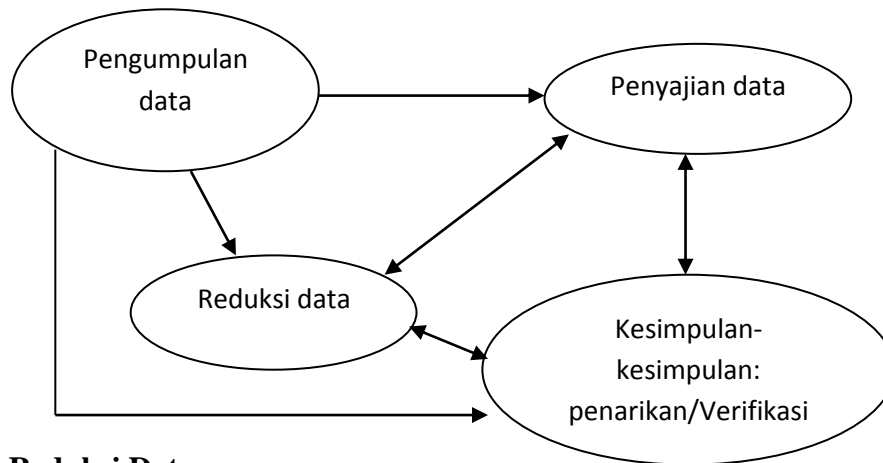 Pengumpulan
data
Penyajian data
Reduksi data
Kesimpulan-
kesimpulan:
penarikan/Verifikasi